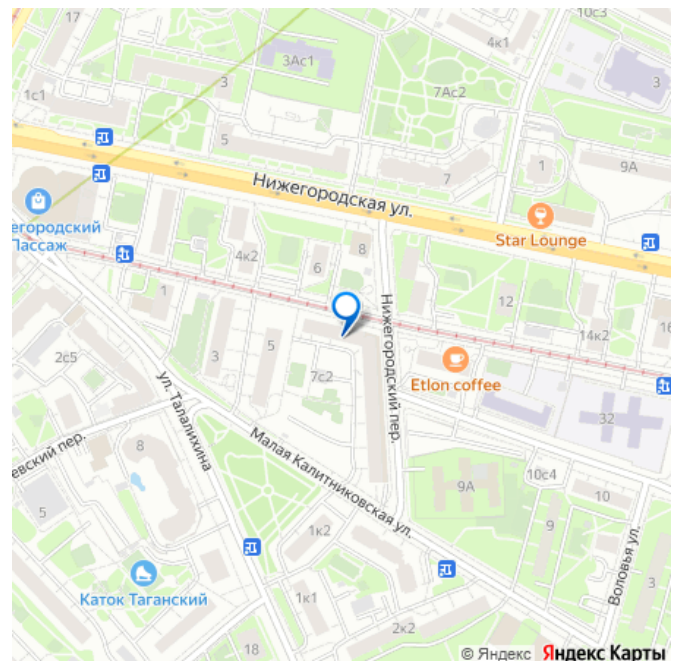 17
10с3
4к1
3Ас1
3
3
7Ас2
1с1
5
7
1
9А
Нижегородская ул.
егородский
Пассаж
Star Lounge
4к2
6
8
1
12
14к2
16
Нижегородский пер.
2с5
3
5
7с2
Etlon coffee
ул. Талалихина
32
евский пер.
8
Малая Калитниковская ул.
9А
10с4
10
5
1к2
9
Воловья ул.
3
Каток Таганский
1к1
2к2
18
© Яндекс Яндекс Карты